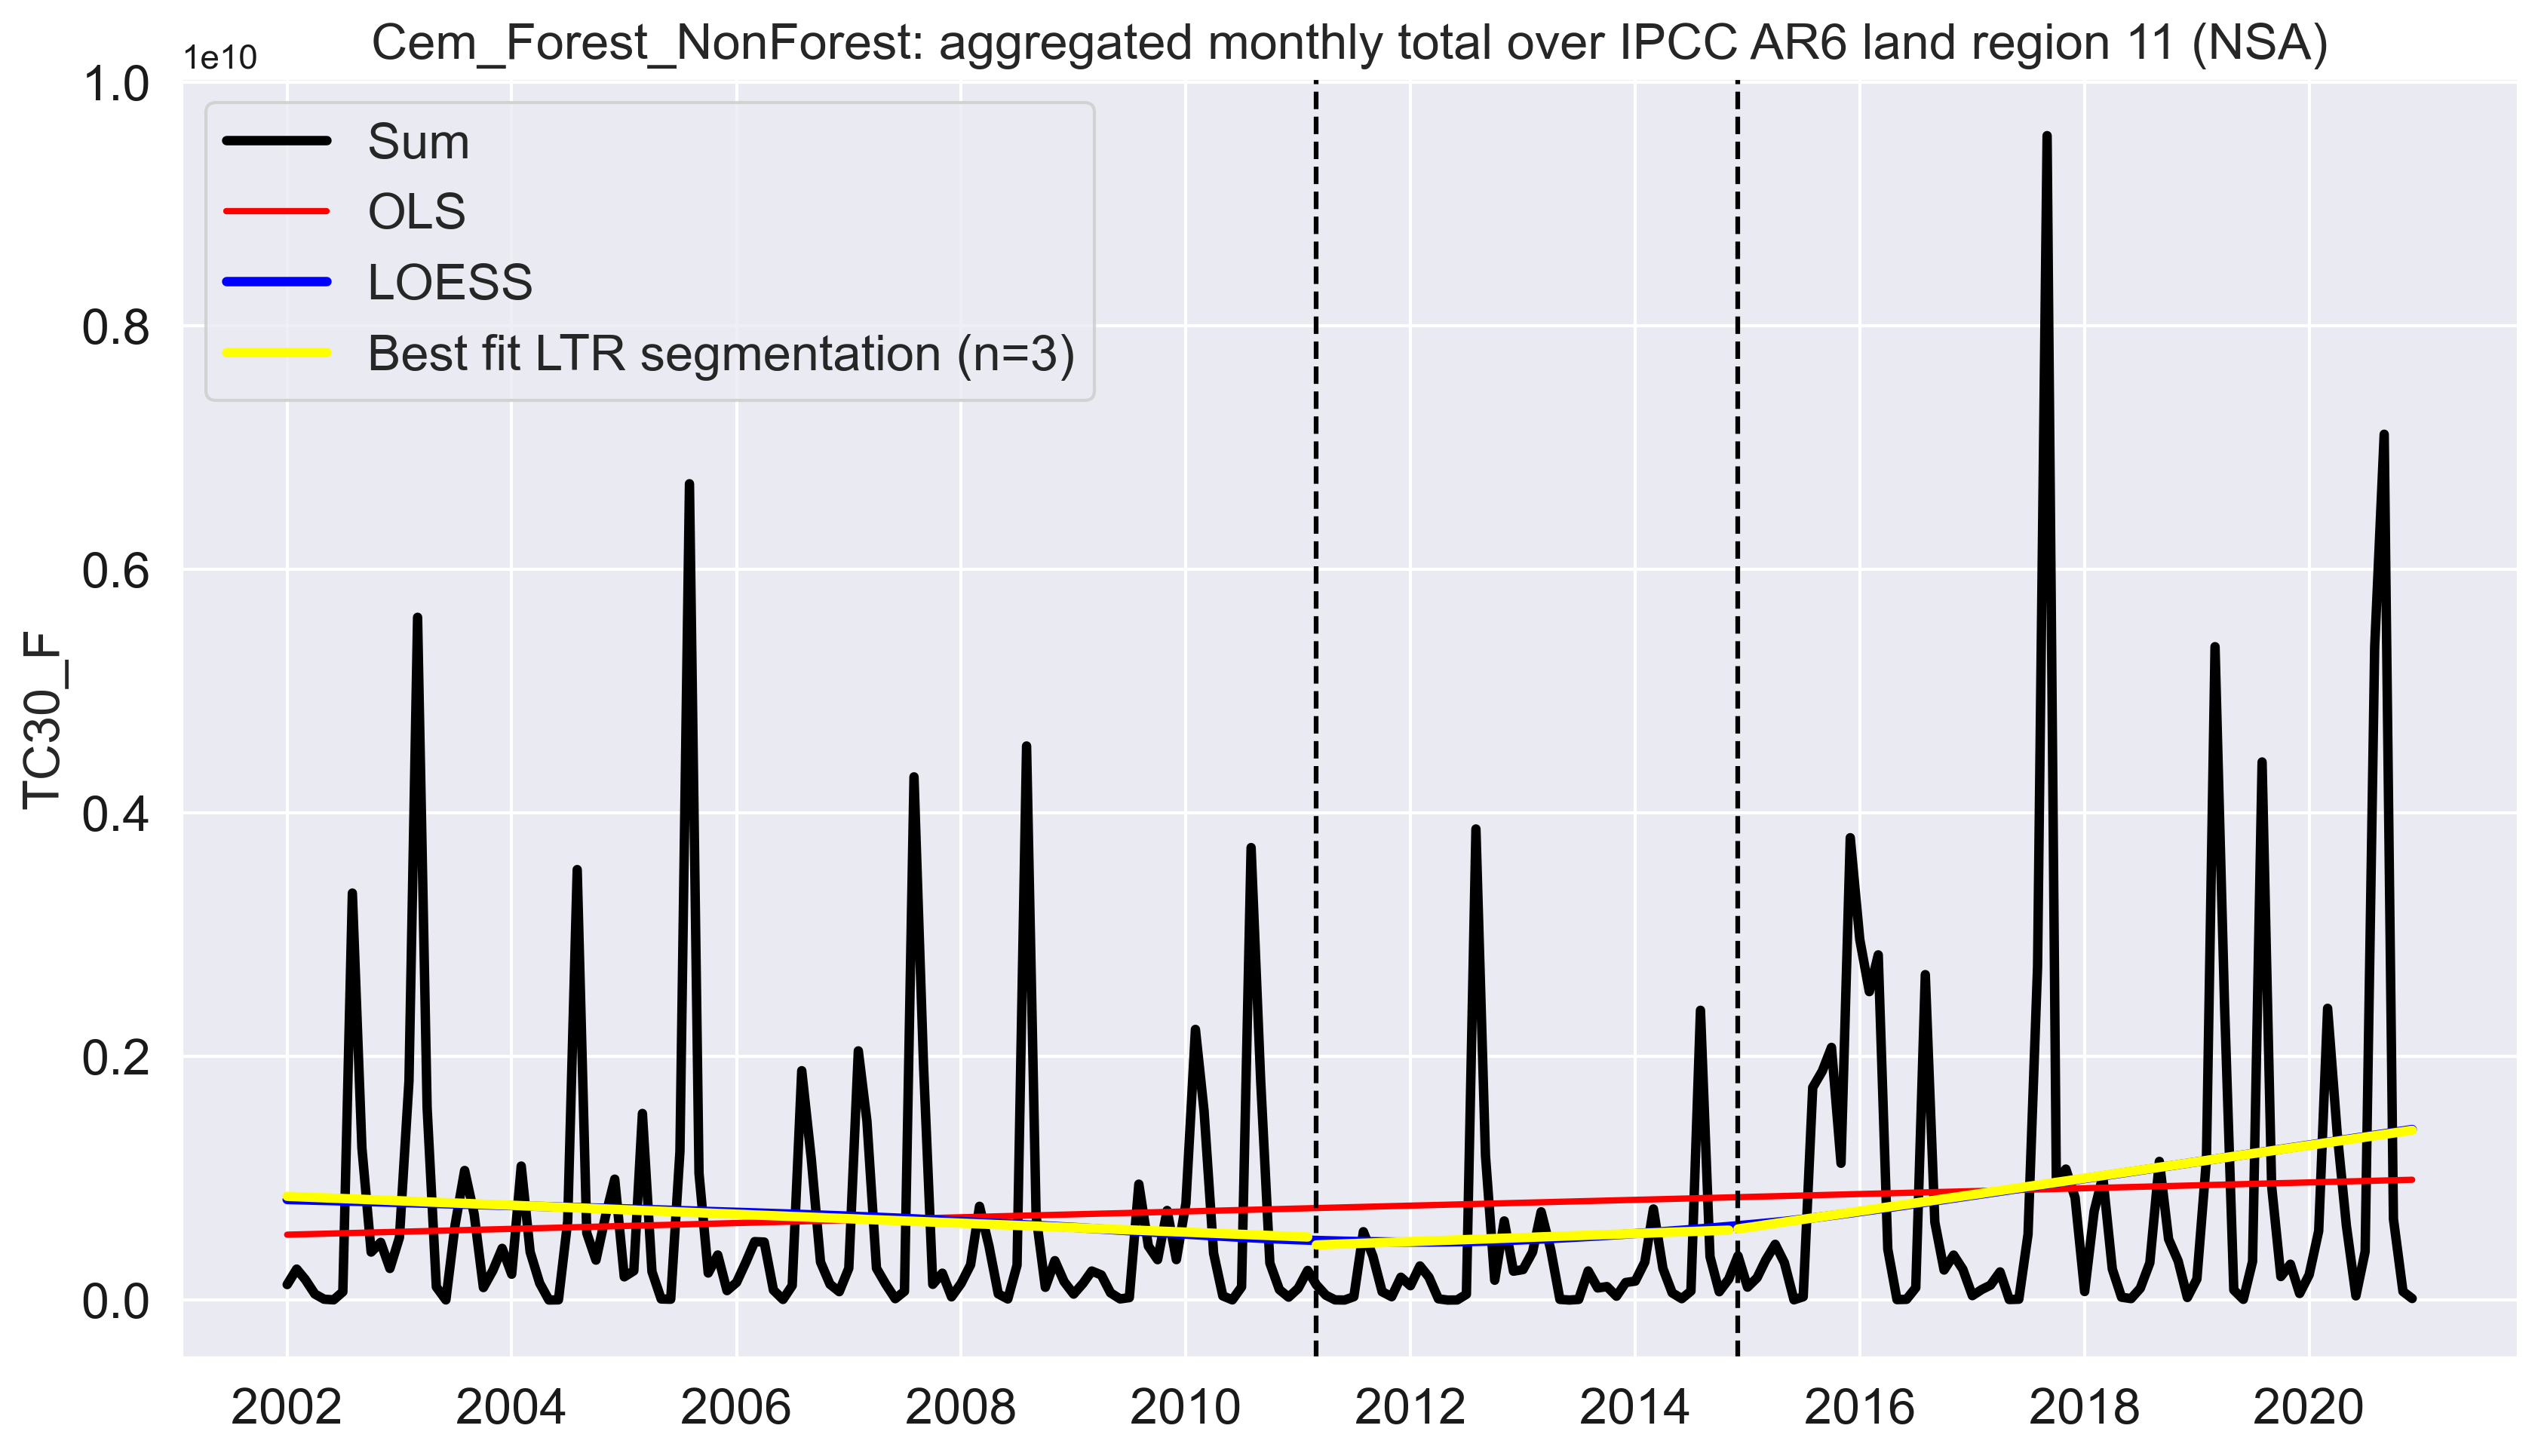 Cem_Forest_NonForest: aggregated monthly total over IPCC AR6 land region 11 (NSA)
1e10
1.0
0.8
0.6
0.4
0.2
0.0
TC30_F
Sum
OLS
LOESS
Best fit LTR segmentation (n=3)
2002 2004 2006 2008 2010 2012 2014 2016 2018 2020